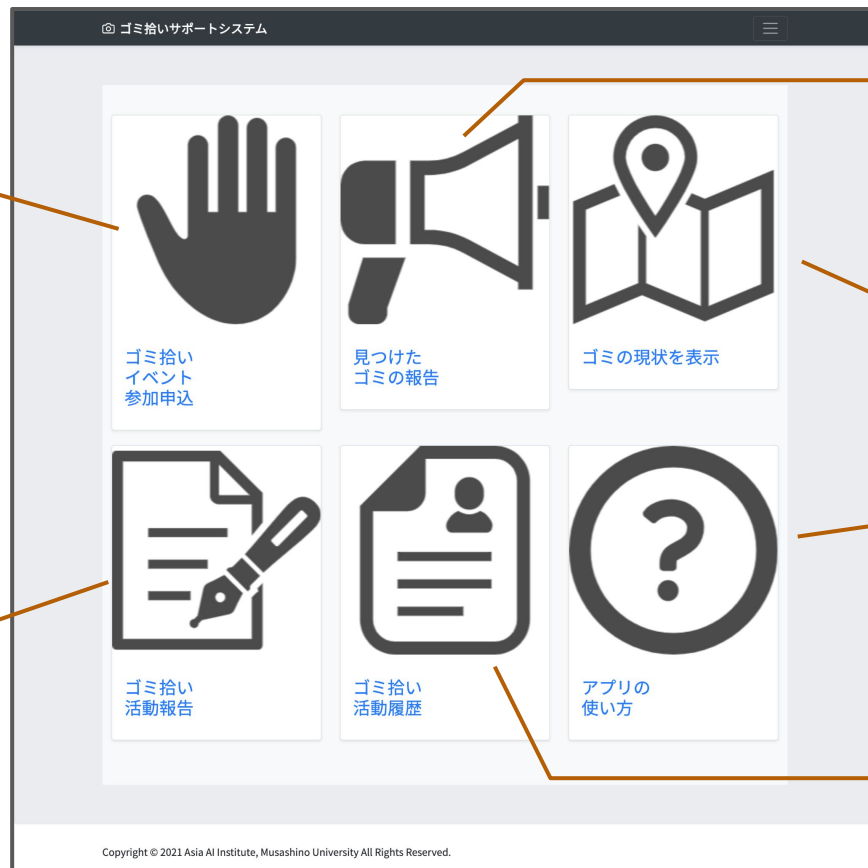 ゴミ拾いサポートシステム
ゴミ拾い
イベント
参加申込
見つけた
ゴミの報告
ゴミの現状を表示
ゴミ拾い
活動報告
ゴミ拾い
活動履歴
アプリの
使い方
Copyright © 2021 Asia AI Institute, Musashino University All Rights Reserved.